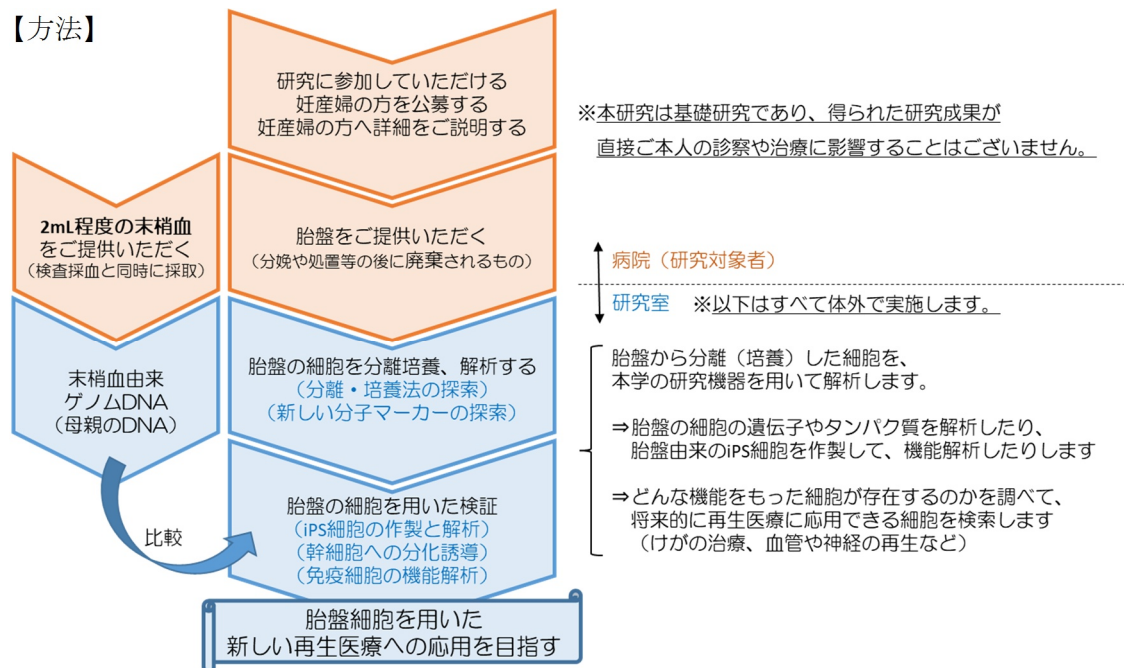 【方法】
研究に参加していただける
妊産婦の方を公募する
妊産婦の方へ詳細をご説明する
※本研究は基礎研究であり、得られた研究成果が
直接ご本人の診察や治療に影響することはございません。
2mL程度の末梢血
をご提供いただく
（検査採血と同時に採取）
胎盤をご提供いただく
（分娩や処置等の後に廃棄されるもの）
病院（研究対象者）
研究室 ※以下はすべて体外で実施します。
末梢血由来
ゲノムDNA
（母親のDNA）
胎盤の細胞を分離培養、解析する
（分離・培養法の探索）
（新しい分子マーカーの探索）
胎盤から分離（培養）した細胞を、
本学の研究機器を用いて解析します。
⇒胎盤の細胞の遺伝子やタンパク質を解析したり、
胎盤由来のiPS細胞を作製して、機能解析したりします
⇒どんな機能をもった細胞が存在するのかを調べて、
将来的に再生医療に応用できる細胞を検索します
（けがの治療、血管や神経の再生など）
比較
胎盤の細胞を用いた検証
（iPS細胞の作製と解析）
（幹細胞への分化誘導）
（免疫細胞の機能解析）
胎盤細胞を用いた
新しい再生医療への応用を目指す